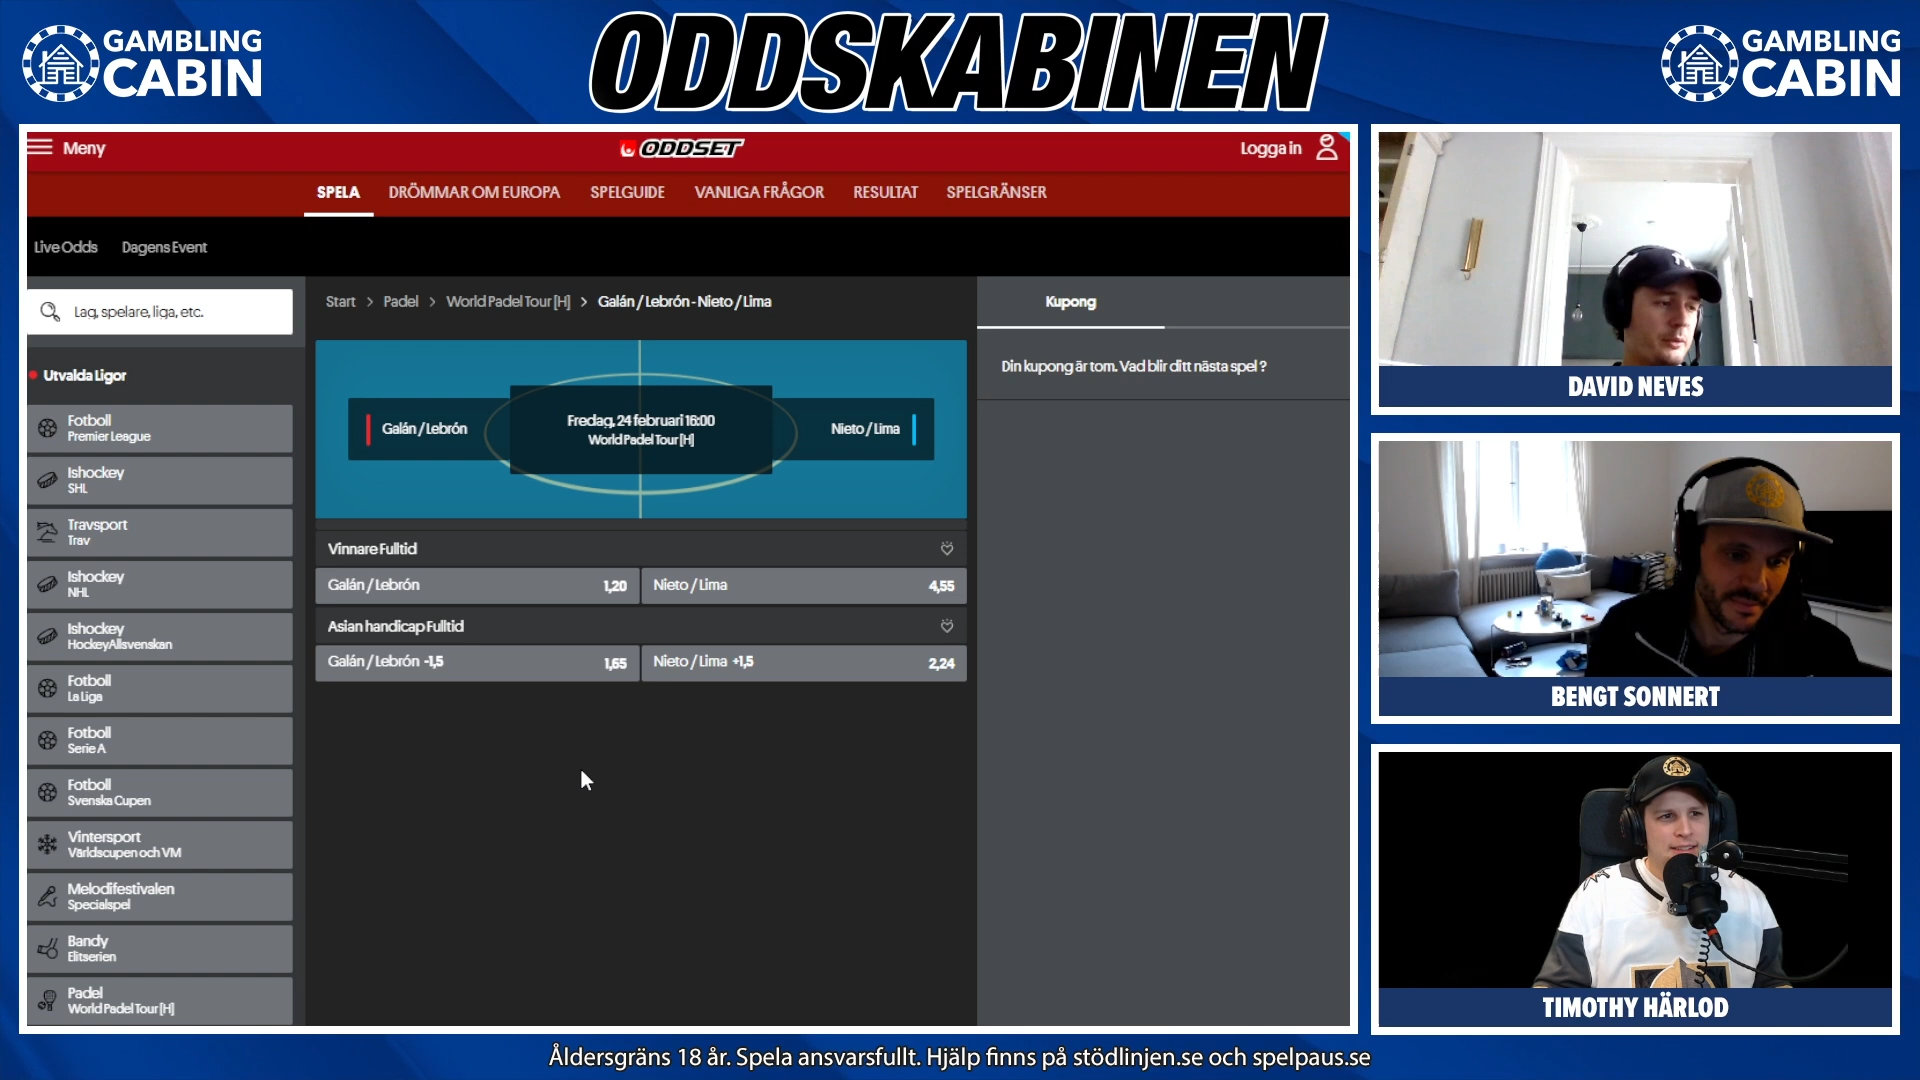 GAMBLING
CABIN
ODDSKABINEN
GAMBLING
CABIN
Meny
ODDSET
Logga in
SPELA
DRÖMMAR OM EUROPA
SPELGUIDE
VANLIGA FRÅGOR
RESULTAT
SPELGRÄNSER
Live Odds
Dagens Event
Lag, spelare, liga, etc.
Utvalda Ligor
Fotboll
Premier League
Ishockey
SHL
Travsport
Trav
Ishockey
NHL
Ishockey
HockeyAllsvenskan
Fotboll
La Liga
Fotboll
Serie A
Fotboll
Svenska Cupen
Vintersport
Världscupen och VM
Melodifestivalen
Specialspel
Bandy
Elitserien
Padel
World Padel Tour [H]
Start > Padel > World Padel Tour [H] > Galán / Lebrón - Nieto / Lima
Galán / Lebrón
Fredag, 24 februari 16:00
World Padel Tour [H]
Nieto / Lima
Vinnare Fulltid
Galán / Lebrón 1,20
Nieto / Lima 4,55
Asian handicap Fulltid
Galán / Lebrón -1,5 1,65
Nieto / Lima +1,5 2,24
Kupong
Din kupong är tom. Vad blir ditt nästa spel ?
DAVID NEVES
BENGT SONNERT
TIMOTHY HÄRLOD
Åldersgräns 18 år. Spela ansvarsfullt. Hjälp finns på stödlinjen.se och spelpaus.se